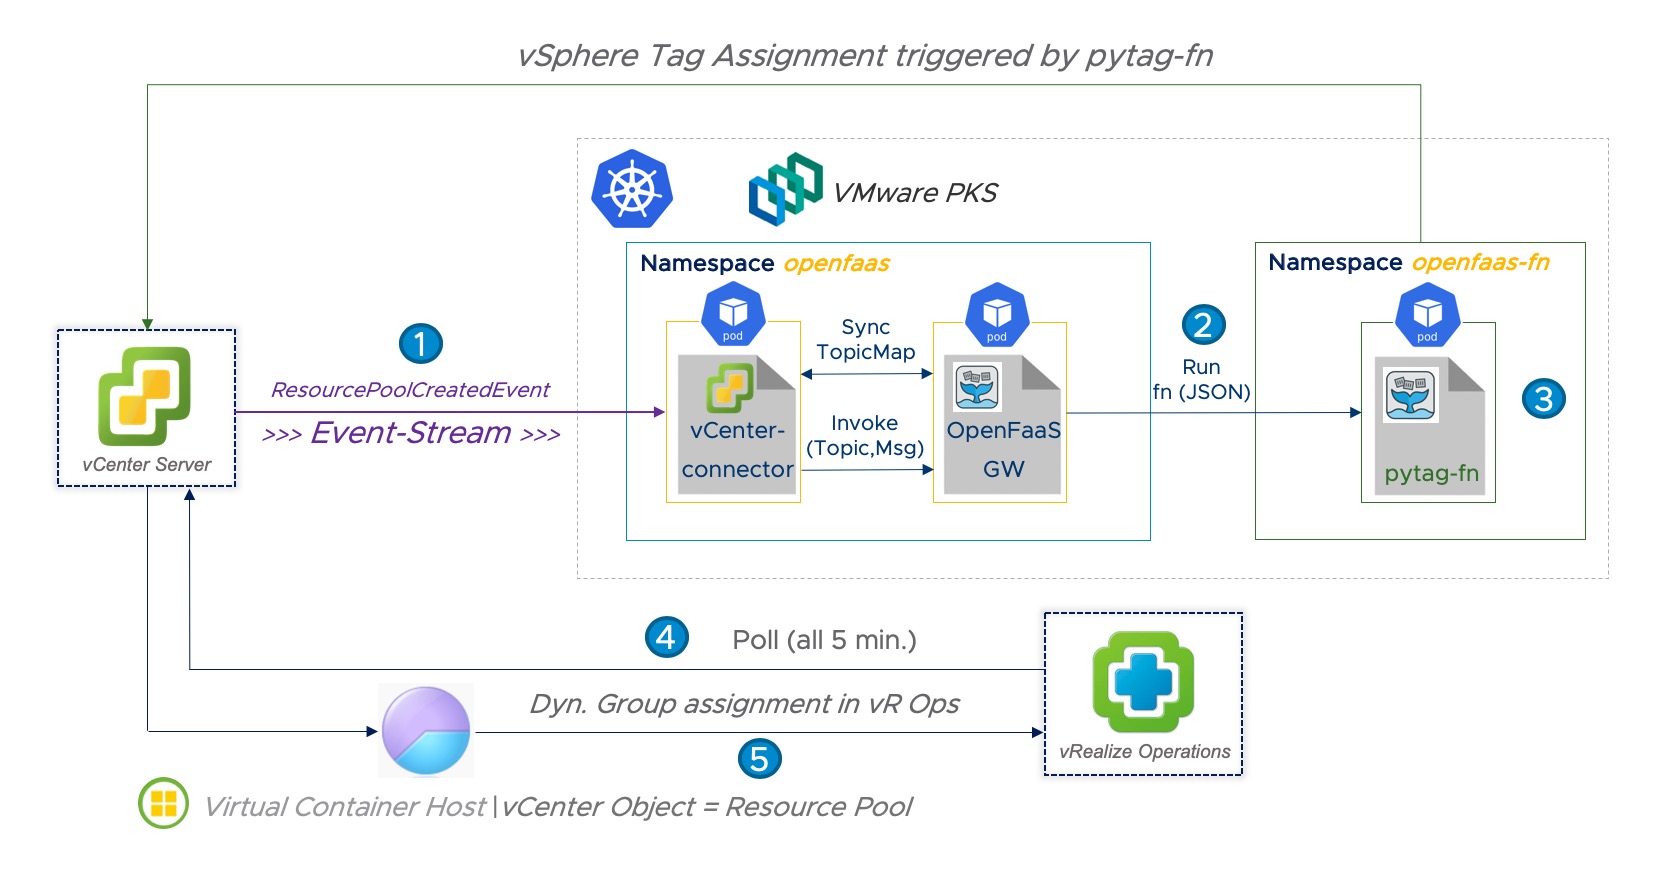 vSphere Tag Assignment triggered by pytag-fn
VMware PKS
Namespace openfaas
Namespace openfaas-fn
pod
pod
pod
1
ResourcePoolCreatedEvent
>>> Event-Stream >>>
vCenter Server
Sync
TopicMap
Invoke
(Topic,Msg)
vCenter-
connector
OpenFaaS
GW
2
Run
fn (JSON)
3
pytag-fn
4
Poll (all 5 min.)
Dyn. Group assignment in vR Ops
5
vRealize Operations
Virtual Container Host | vCenter Object = Resource Pool